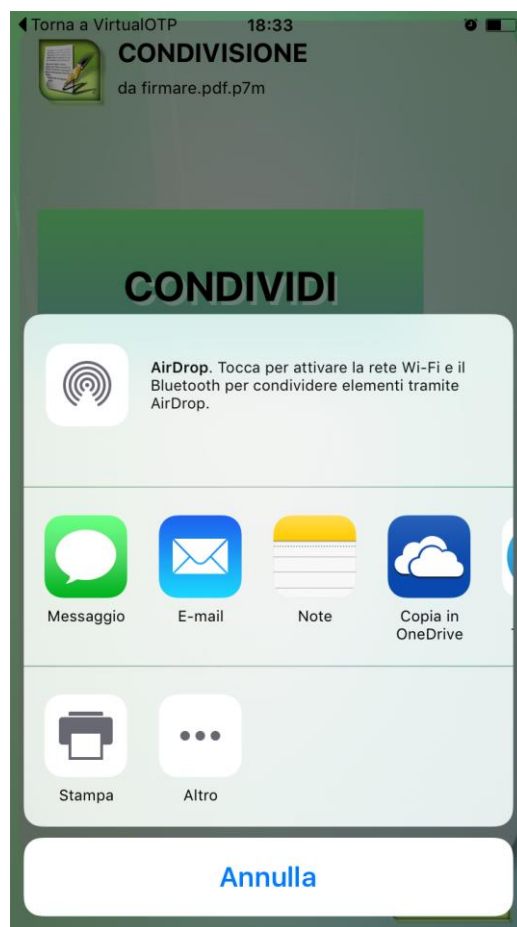 Torna a VirtualOTP 18:33
CONDIVISIONE
da firmare.pdf.p7m
CONDIVIDI
AirDrop. Tocca per attivare la rete Wi-Fi e il
Bluetooth per condividere elementi tramite
AirDrop.
Messaggio E-mail Note Copia in
OneDrive
Stampa Altro
Annulla